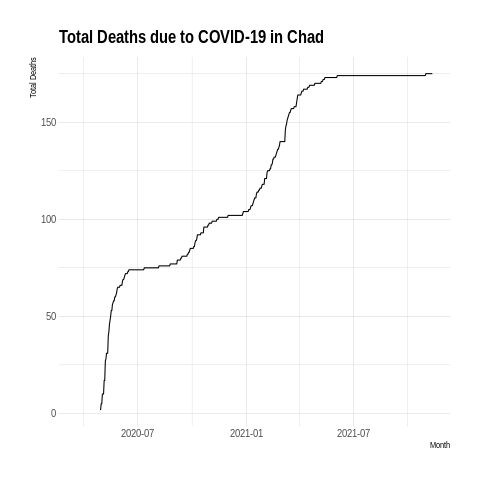 Total Deaths due to COVID-19 in Chad
Total Deaths
150
100
50
0
2020-07
2021-01
2021-07
Month